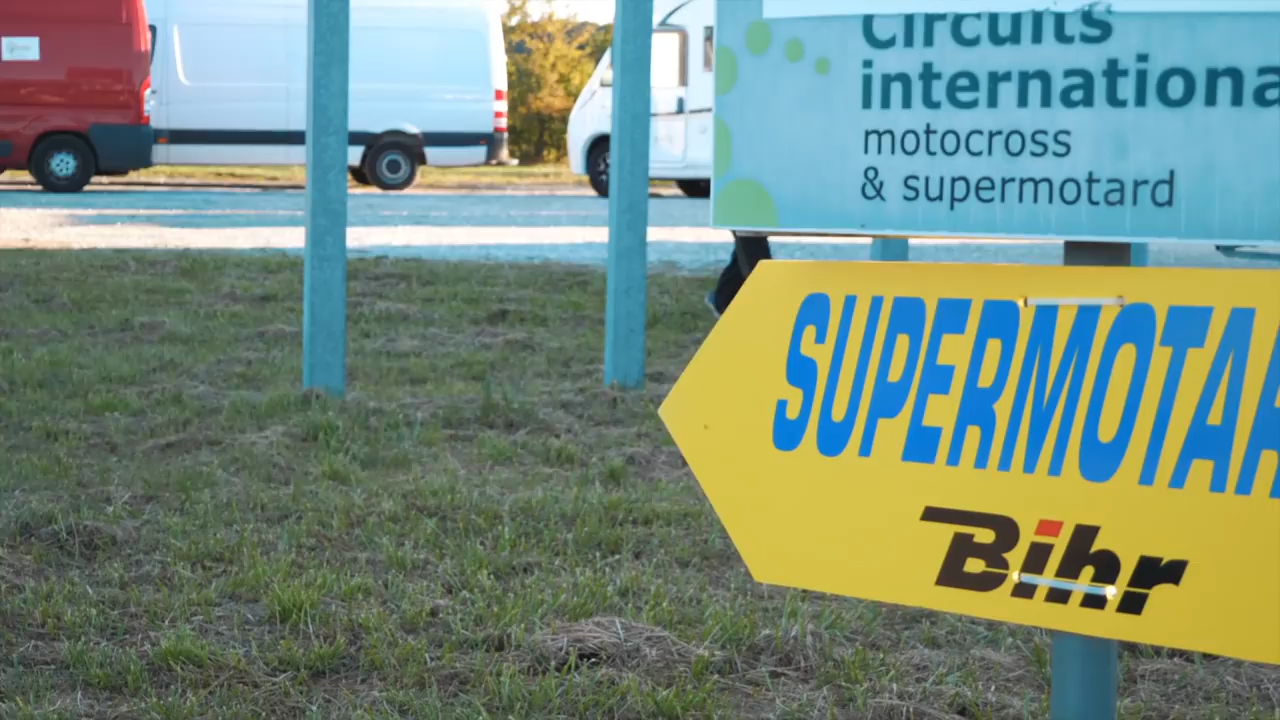 Circuits
internationa
motocross
& supermotard
SUPERMOTAR
Bihr